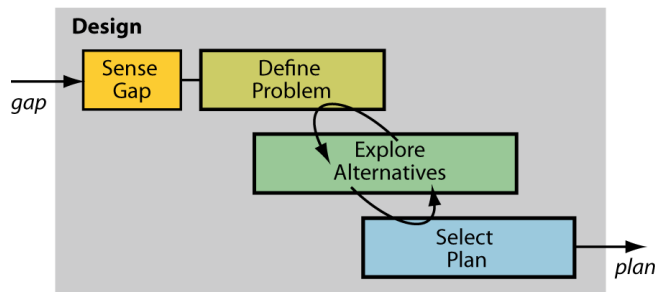 Design
Sense
Gap
Define
Problem
gap
Explore
Alternatives
Select
Plan
plan